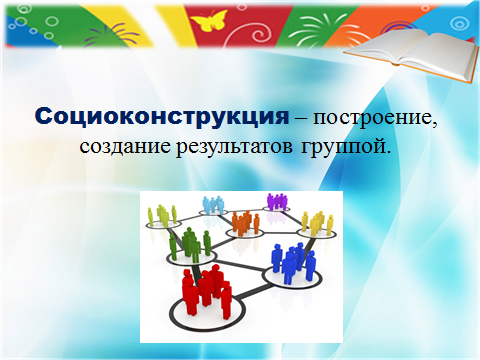 Социоконструкция – построение,
создание результатов группой.